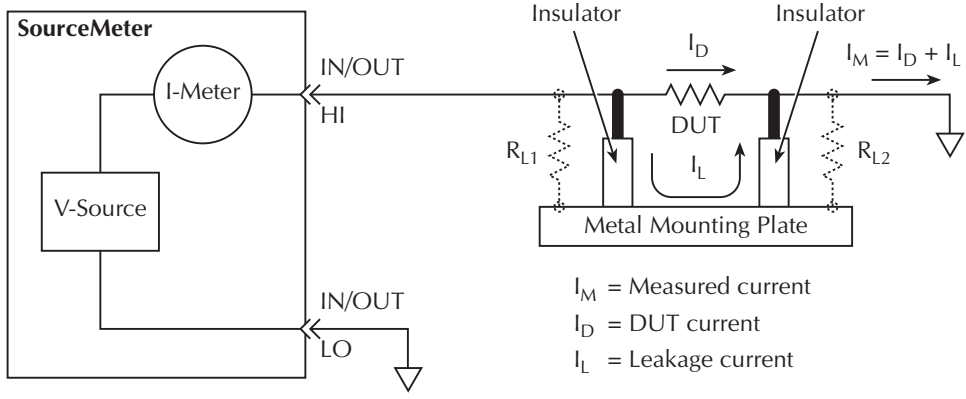 SourceMeter
I-Meter
V-Source
IN/OUT
HI
IN/OUT
LO
Insulator
Insulator
I_D
I_M = I_D + I_L
DUT
R_L1
I_L
R_L2
Metal Mounting Plate
I_M = Measured current
I_D = DUT current
I_L = Leakage current